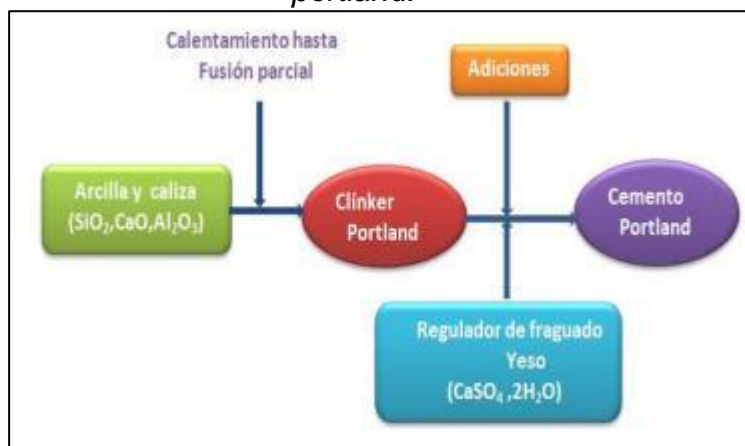 portland.
Calentamiento hasta
Fusión parcial
Adiciones
Arcilla y caliza
(SiO₂,CaO,Al₂O₃)
Clínker
Portland
Cemento
Portland
Regulador de fraguado
Yeso
(CaSO₄ ,2H₂O)